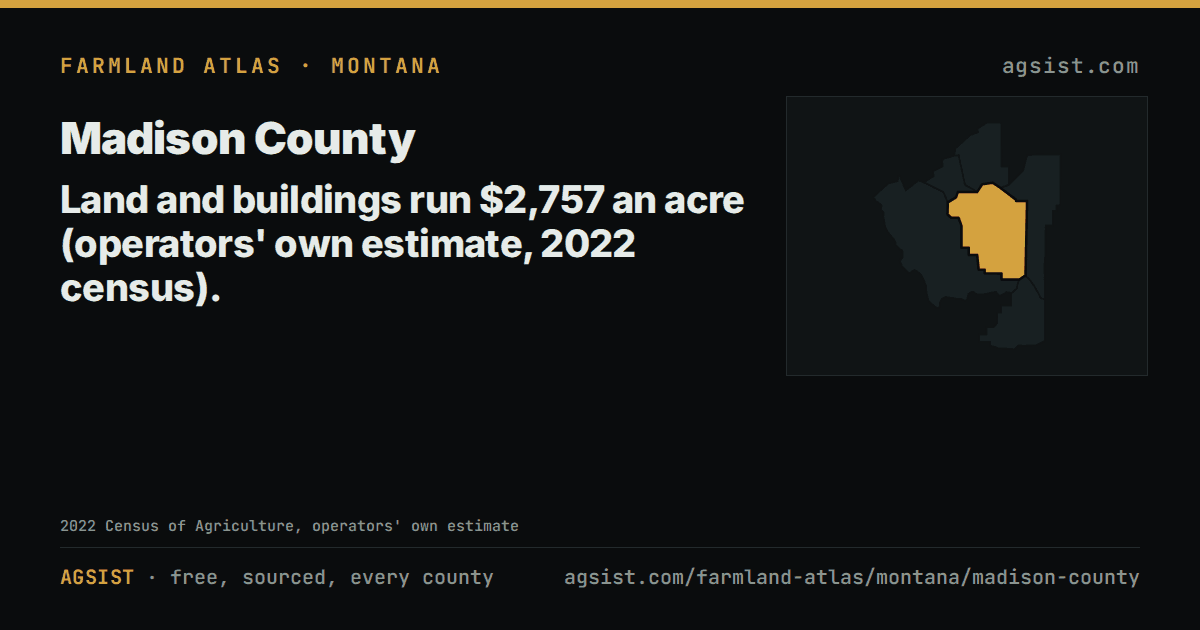 FARMLAND ATLAS · MONTANA
agsist.com
Madison County
Land and buildings run $2,757 an acre
(operators' own estimate, 2022
census).
2022 Census of Agriculture, operators' own estimate
AGSIST · free, sourced, every county
agsist.com/farmland-atlas/montana/madison-county